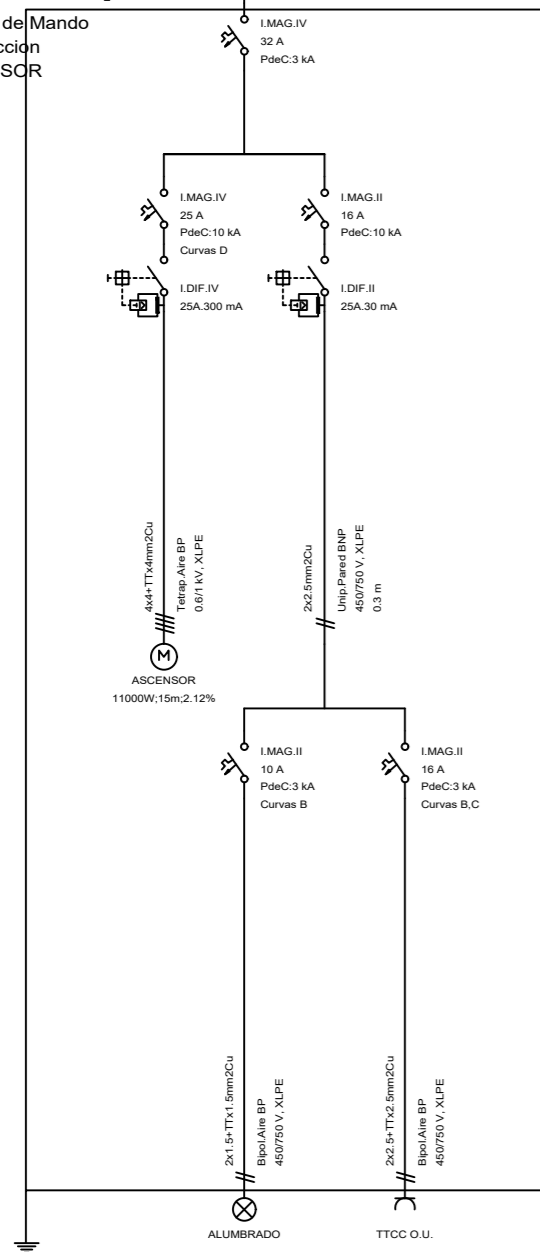 de Mando
I.MAG.IV
32 A
PdeC:3 kA
I.MAG.IV
25 A
PdeC:10 kA
Curvas D
I.MAG.II
16 A
PdeC:10 kA
I.DIF.IV
25A.300 mA
I.DIF.II
25A.30 mA
4x4+TTx4mm2Cu
Tetrap.Aire BP
0.6/1 kV, XLPE
2x2.5mm2Cu
Unip.Pared BNP
450/750 V, XLPE
0.3 m
M
ASCENSOR
11000W;15m;2.12%
I.MAG.II
10 A
PdeC:3 kA
Curvas B
I.MAG.II
16 A
PdeC:3 kA
Curvas B,C
2x1.5+TTx1.5mm2Cu
Bipol.Aire BP
450/750 V, XLPE
2x2.5+TTx2.5mm2Cu
Bipol.Aire BP
450/750 V, XLPE
ALUMBRADO
TTCC O.U.